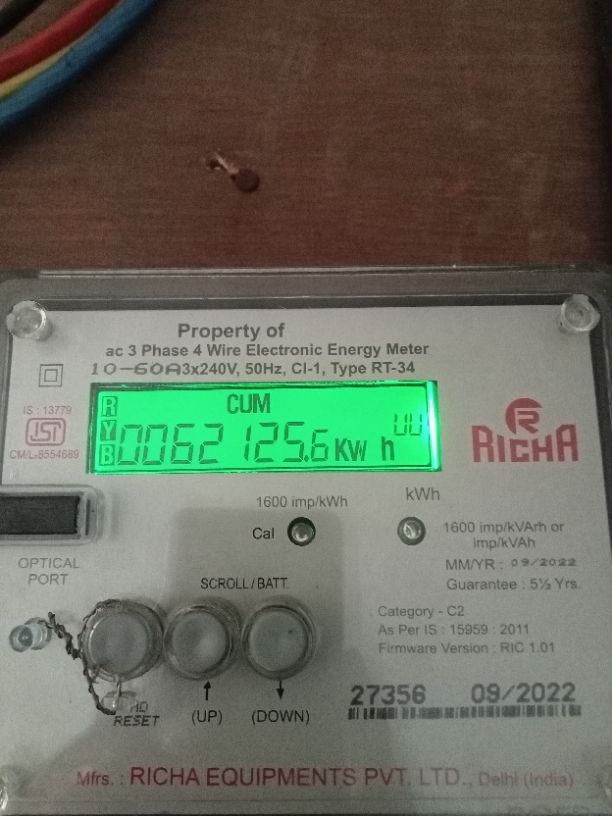 Property of
ac 3 Phase 4 Wire Electronic Energy Meter
10-60A 3x240V, 50Hz, Cl-1, Type RT-34
IS : 13779
ISI
CM/L-8554689
R
Y
B
CUM
0062125.6 KW h
R
RICHA
1600 imp/kWh
kWh
Cal
1600 imp/kVArh or
imp/kVAh
OPTICAL
PORT
MM/YR : 09/2022
Guarantee : 5½ Yrs.
SCROLL/BATT.
Category - C2
As Per IS : 15959 : 2011
Firmware Version : RIC 1.01
RESET
(UP)
(DOWN)
27356 09/2022
Mfrs. : RICHA EQUIPMENTS PVT. LTD., Delhi (India)